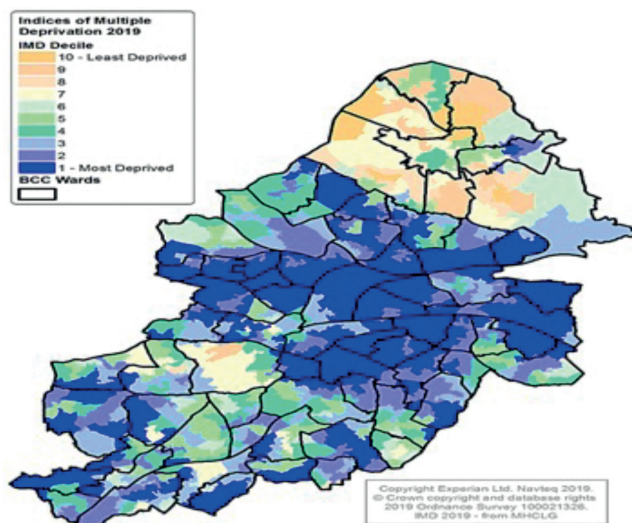 Indices of Multiple
Deprivation 2019
IMD Decile
10 - Least Deprived
9
8
7
6
5
4
3
2
1 - Most Deprived
BCC Wards
Copyright Experian Ltd. Navteq 2019.
© Crown copyright and database rights
2019 Ordnance Survey 100021326.
IMD 2019 - from MHCLG